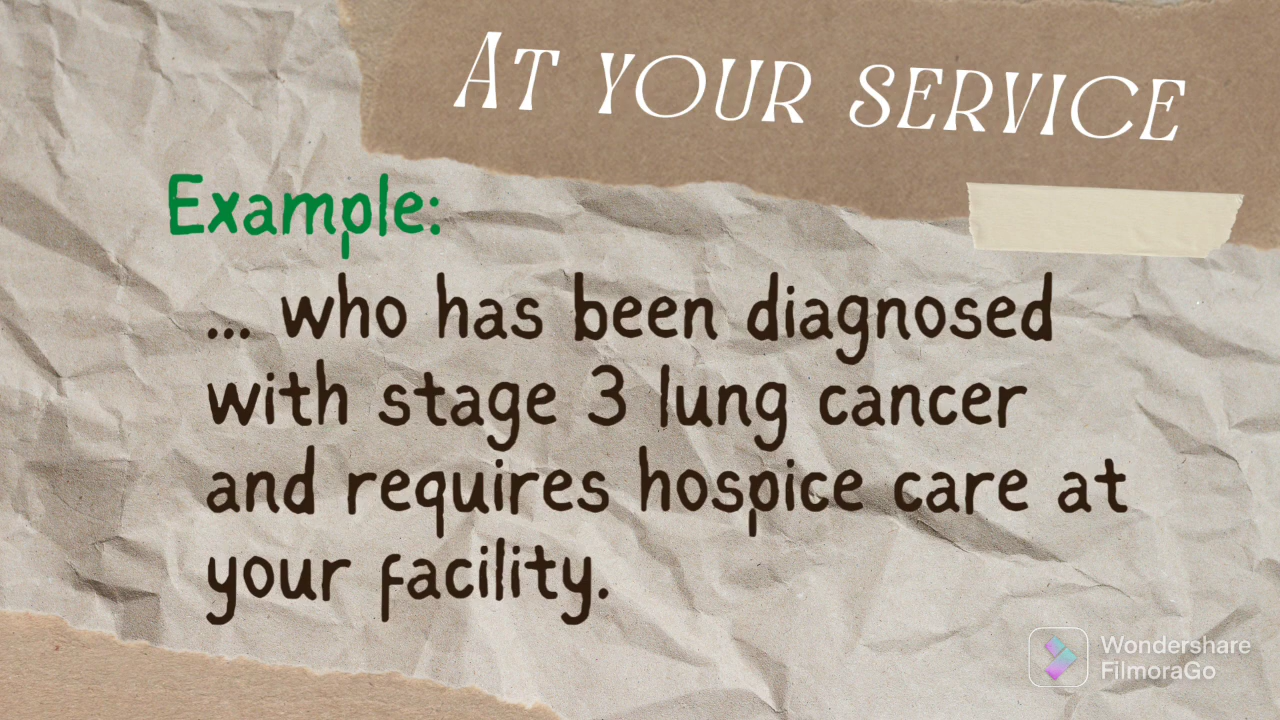 AT YOUR SERVICE
Example:
... who has been diagnosed
with stage 3 lung cancer
and requires hospice care at
your facility.
Wondershare
FilmoraGo